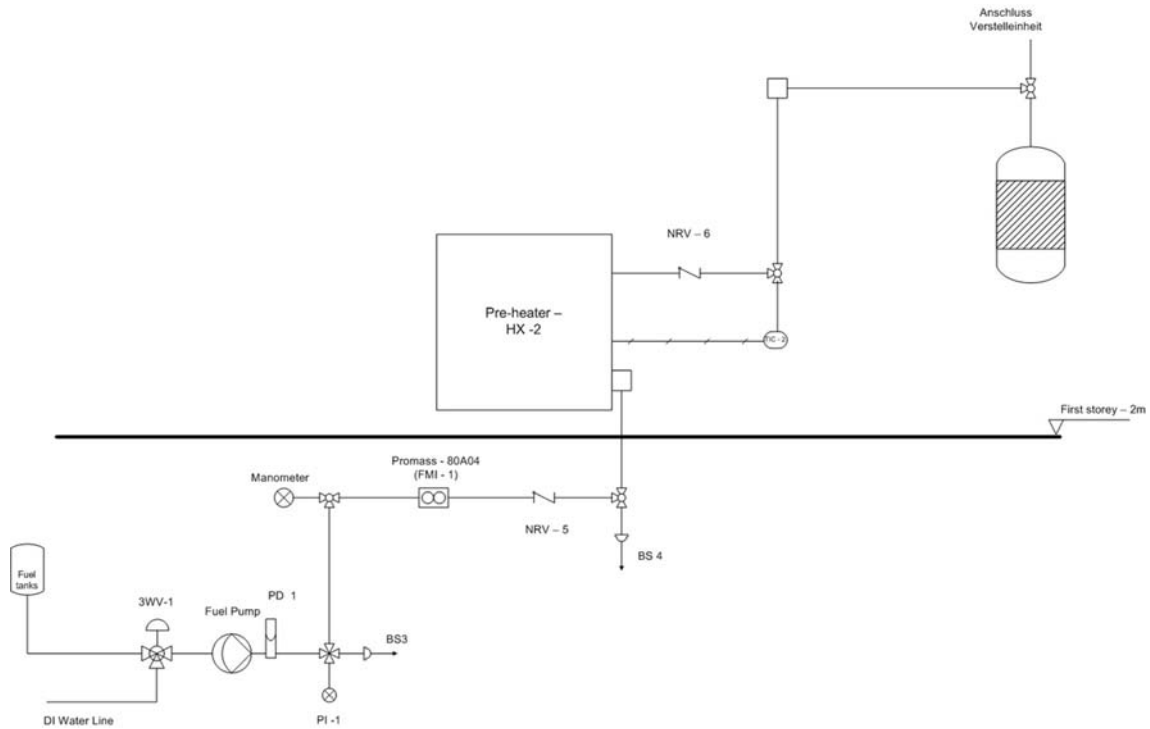 Anschluss
Verstelleinheit
NRV – 6
Pre-heater –
HX -2
TIC - 2
First storey – 2m
Promass - 80A04
(FMI - 1)
Manometer
NRV – 5
BS 4
Fuel
tanks
3WV-1
Fuel Pump
PD 1
BS3
DI Water Line
PI -1